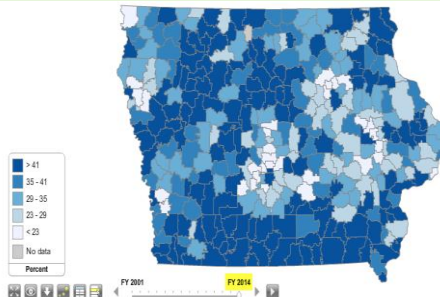 > 41
35 - 41
29 - 35
23 - 29
< 23
No data
Percent
FY 2001
FY 2014